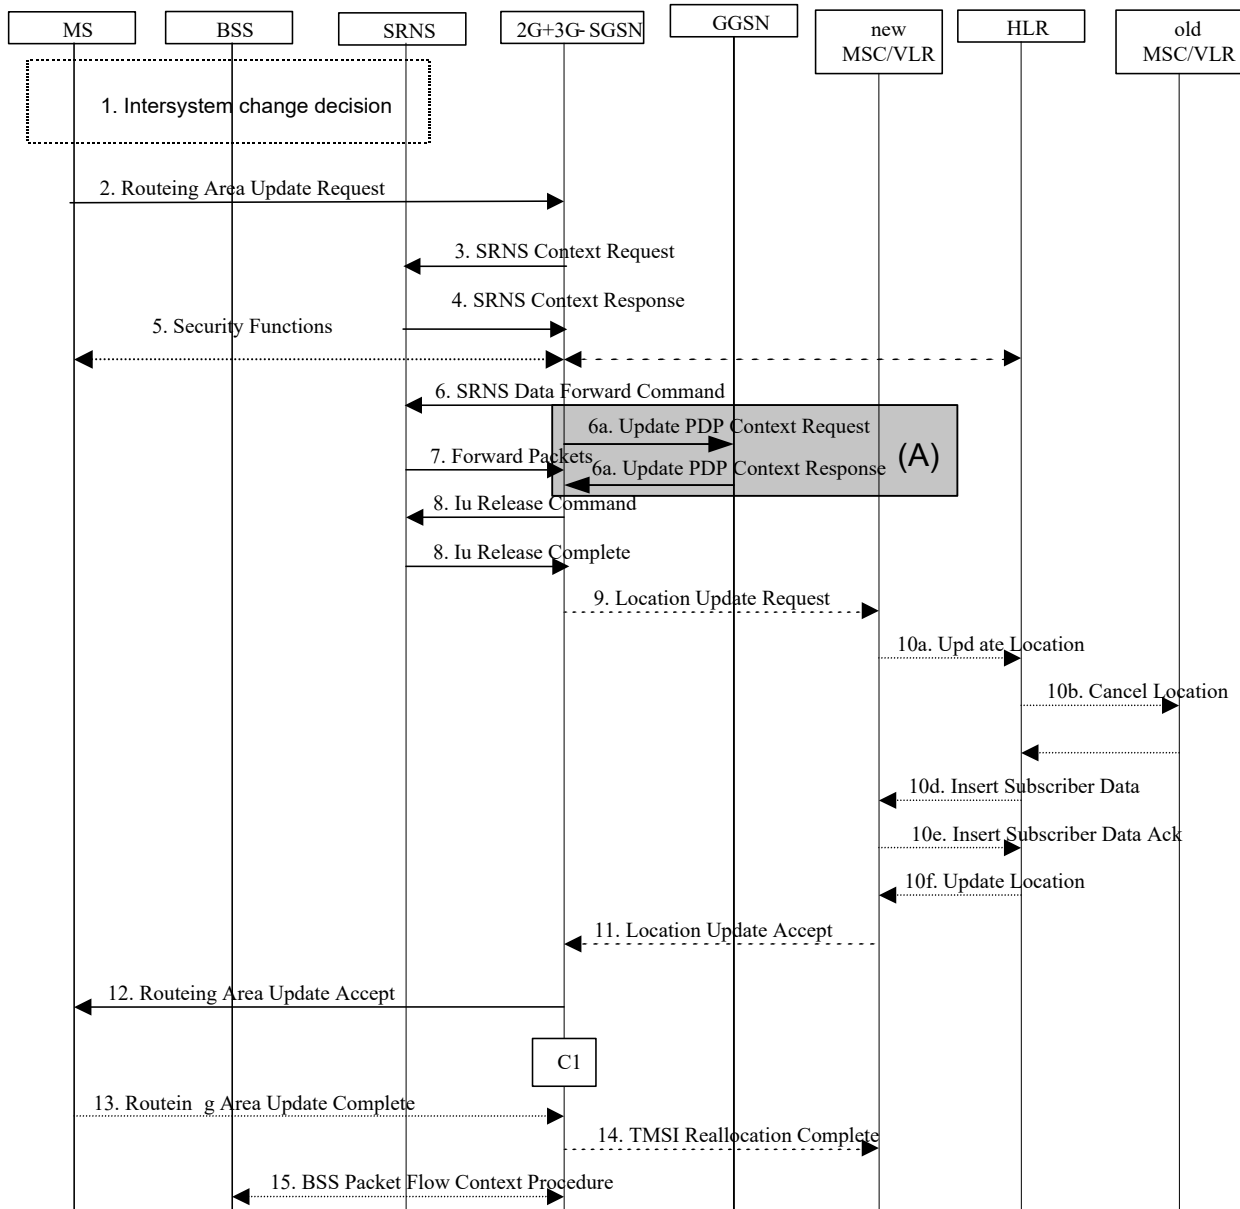 MS
BSS
SRNS
2G+3G- SGSN
GGSN
new
MSC/VLR
HLR
old
MSC/VLR
1. Intersystem change decision
2. Routeing Area Update Request
3. SRNS Context Request
4. SRNS Context Response
5. Security Functions
6. SRNS Data Forward Command
6a. Update PDP Context Request
(A)
7. Forward Packets
6a. Update PDP Context Response
8. Iu Release Command
8. Iu Release Complete
9. Location Update Request
10a. Upd ate Location
10b. Cancel Location
10d. Insert Subscriber Data
10e. Insert Subscriber Data Ack
10f. Update Location
11. Location Update Accept
12. Routeing Area Update Accept
C1
13. Routein g Area Update Complete
14. TMSI Reallocation Complete
15. BSS Packet Flow Context Procedure